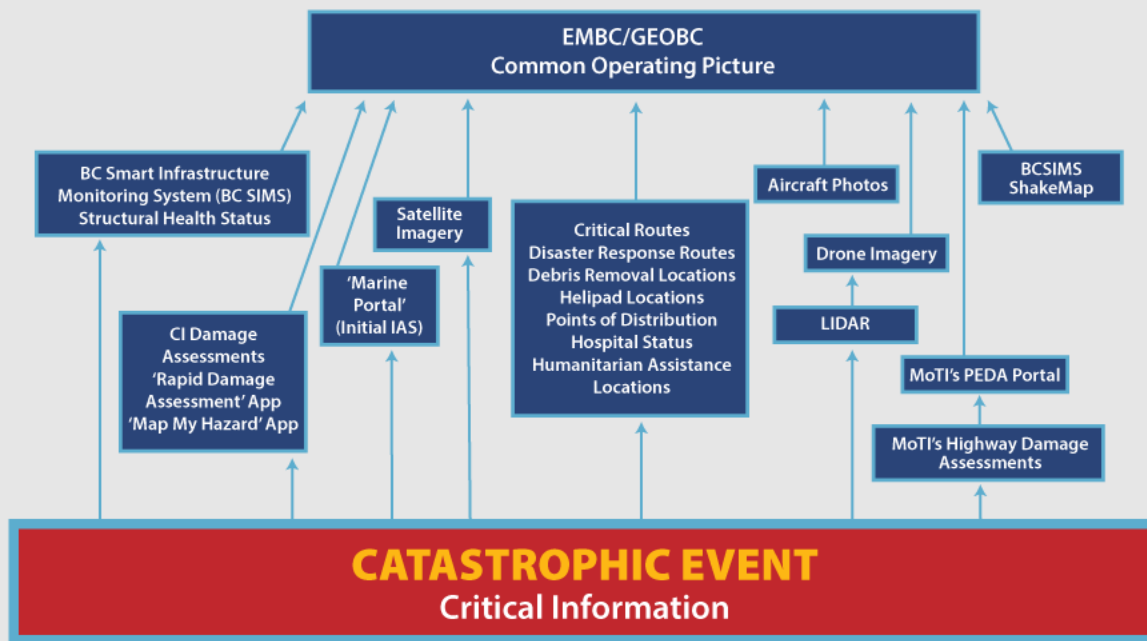 EMBC/GEOBC
Common Operating Picture
BC Smart Infrastructure
Monitoring System (BC SIMS)
Structural Health Status
CI Damage
Assessments
‘Rapid Damage
Assessment’ App
‘Map My Hazard’ App
‘Marine
Portal’
(Initial IAS)
Satellite
Imagery
Critical Routes
Disaster Response Routes
Debris Removal Locations
Helipad Locations
Points of Distribution
Hospital Status
Humanitarian Assistance
Locations
Aircraft Photos
Drone Imagery
LIDAR
BCSIMS
ShakeMap
MoTI’s PEDA Portal
MoTI’s Highway Damage
Assessments
CATASTROPHIC EVENT
Critical Information